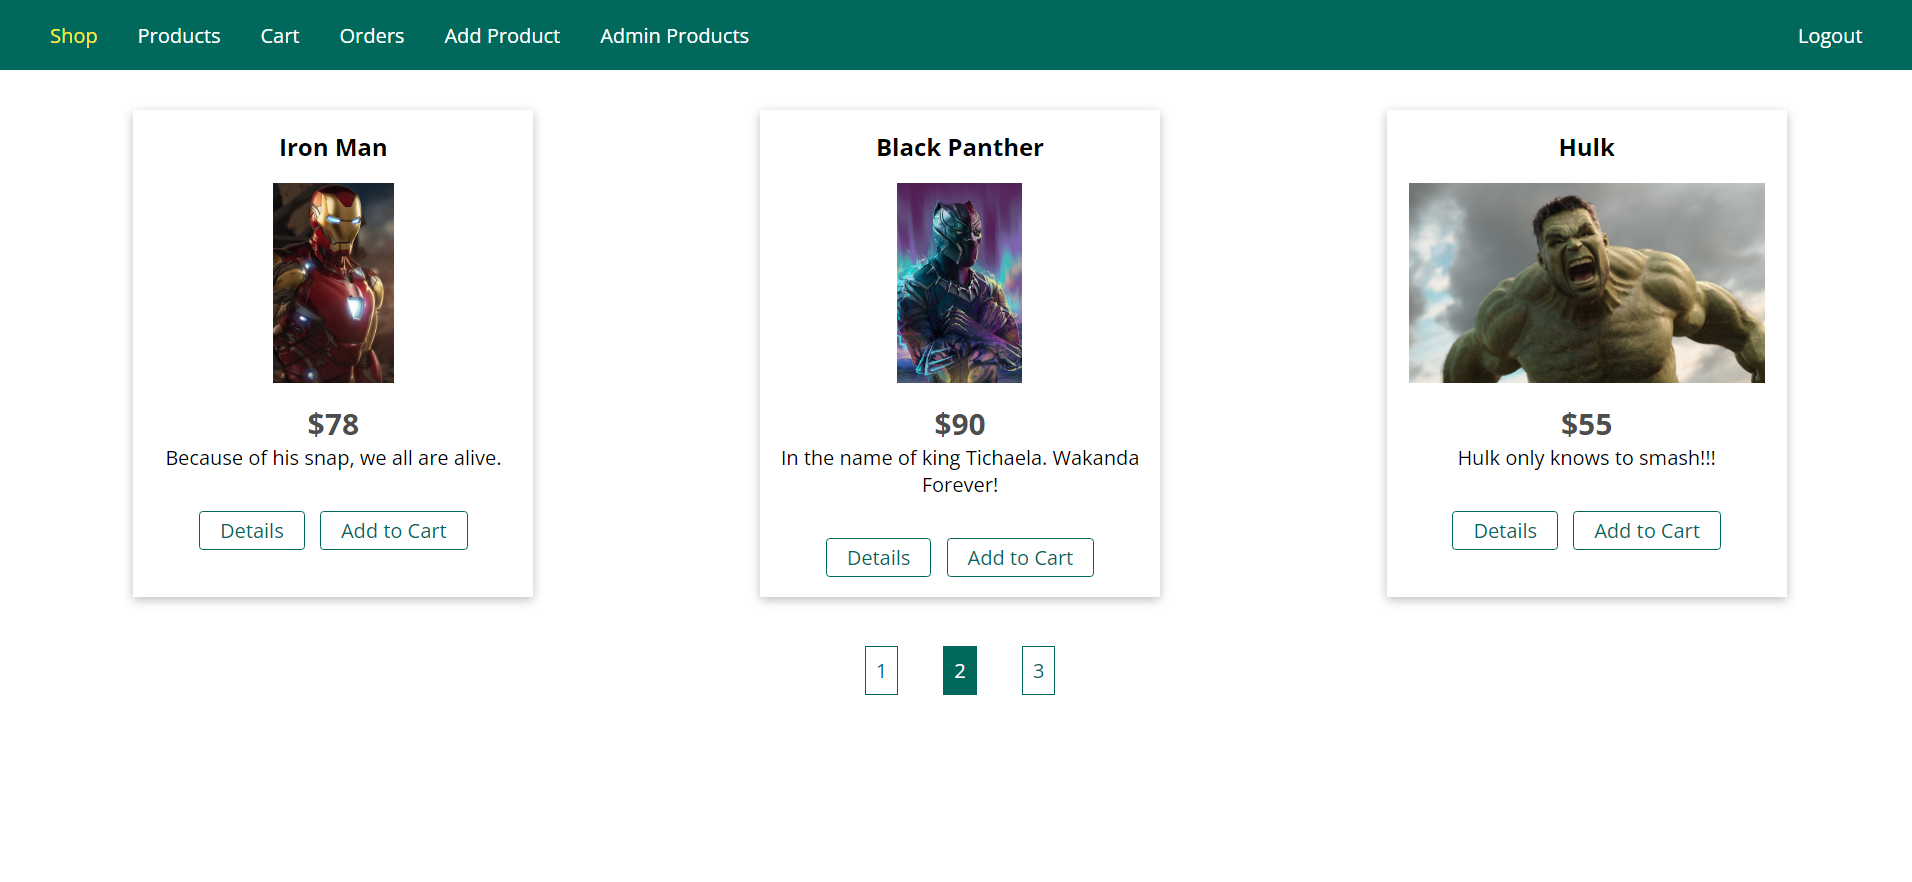 Shop Products Cart Orders Add Product Admin Products Logout
Iron Man
$78
Because of his snap, we all are alive.
Details Add to Cart
Black Panther
$90
In the name of king Tichaela. Wakanda
Forever!
Details Add to Cart
Hulk
$55
Hulk only knows to smash!!!
Details Add to Cart
1 2 3